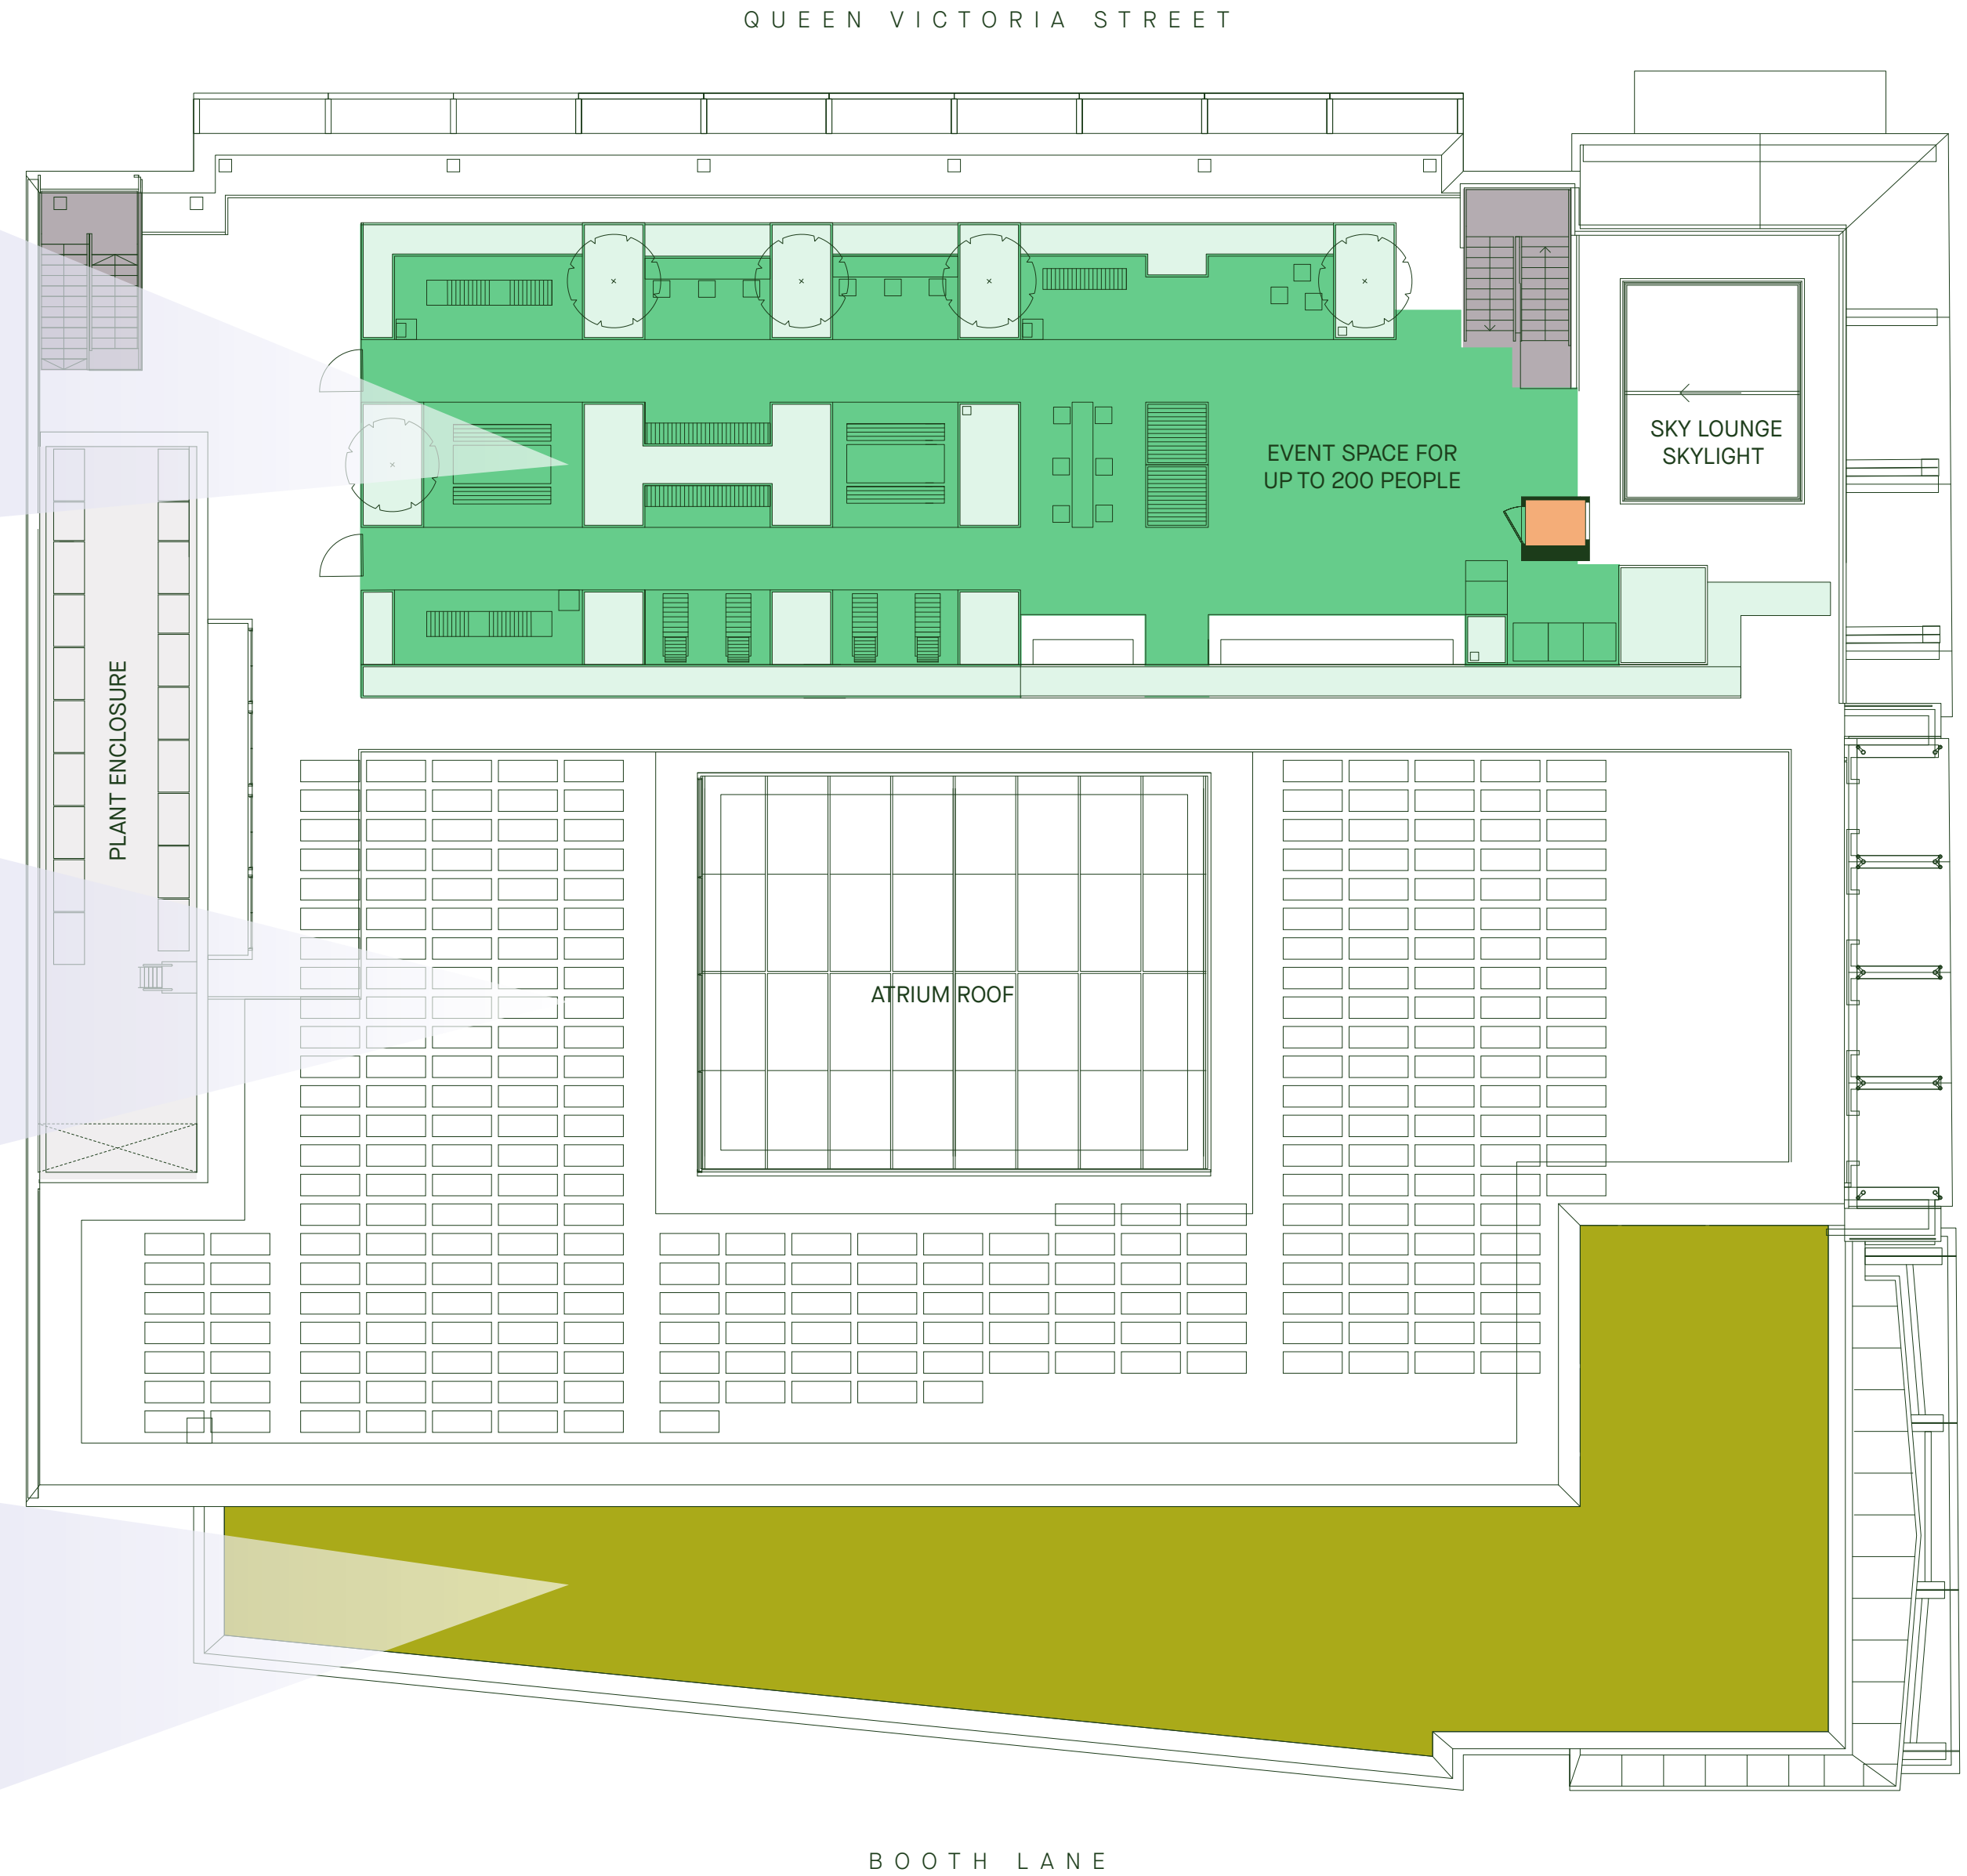 QUEEN VICTORIA STREET
SKY LOUNGE
SKYLIGHT
EVENT SPACE FOR
UP TO 200 PEOPLE
PLANT ENCLOSURE
ATRIUM ROOF
BOOTH LANE